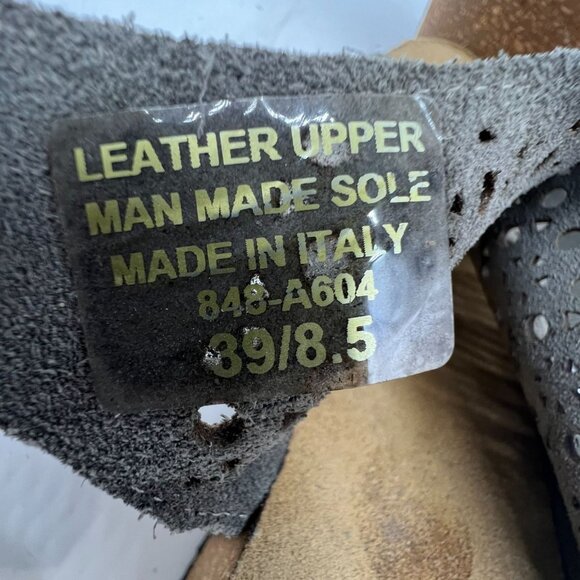 LEATHER UPPER
MAN MADE SOLE
MADE IN ITALY
848-A604
39/8.5